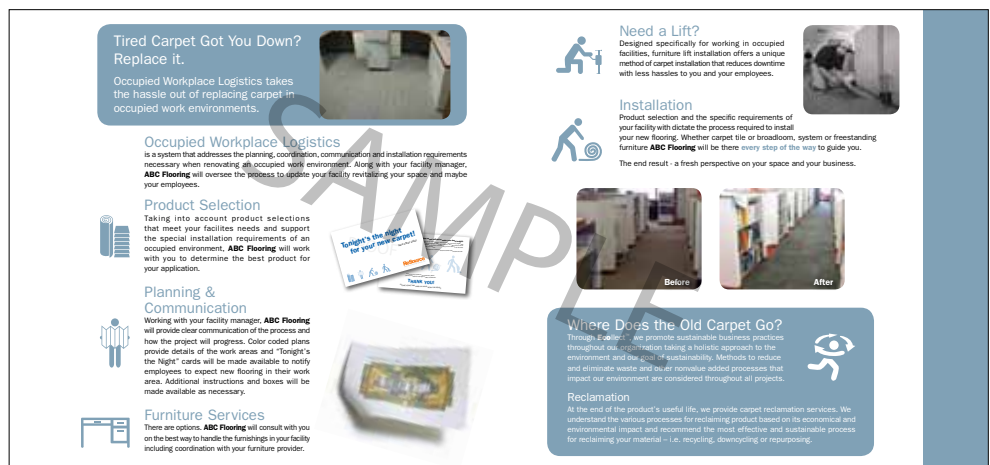 Tired Carpet Got You Down?
Replace it.
Occupied Workplace Logistics takes
the hassle out of replacing carpet in
occupied work environments.
Occupied Workplace Logistics
is a system that addresses the planning, coordination, communication and installation requirements
necessary when renovating an occupied work environment. Along with your facility manager,
ABC Flooring will oversee the process to update your facility revitalizing your space and maybe
your employees.
Product Selection
Taking into account product selections
that meet your facilites needs and support
the special installation requirements of an
occupied environment, ABC Flooring will work
with you to determine the best product for
your application.
Planning &
Communication
Working with your facility manager, ABC Flooring
will provide clear communication of the process and
how the project will progress. Color coded plans
provide details of the work areas and “Tonight’s
the Night” cards will be made available to notify
employees to expect new flooring in their work
area. Additional instructions and boxes will be
made available as necessary.
Furniture Services
There are options. ABC Flooring will consult with you
on the best way to handle the furnishings in your facility
including coordination with your furniture provider.
Tonight's the night
for your new carpet!
ReSource
THANK YOU!
Need a Lift?
Designed specifically for working in occupied
facilities, furniture lift installation offers a unique
method of carpet installation that reduces downtime
with less hassles to you and your employees.
Installation
Product selection and the specific requirements of
your facility with dictate the process required to install
your new flooring. Whether carpet tile or broadloom, system or freestanding
furniture ABC Flooring will be there every step of the way to guide you.
The end result - a fresh perspective on your space and your business.
Before
After
Where Does the Old Carpet Go?
Through we promote sustainable business practices
throughout our organization taking a holistic approach to the
environment and our goal of sustainability. Methods to reduce
and eliminate waste and other nonvalue added processes that
impact our environment are considered throughout all projects.
Reclamation
At the end of the product’s useful life, we provide carpet reclamation services. We
understand the various processes for reclaiming product based on its economical and
environmental impact and recommend the most effective and sustainable process
for reclaiming your material – i.e. recycling, downcycling or repurposing.
SAMPLE